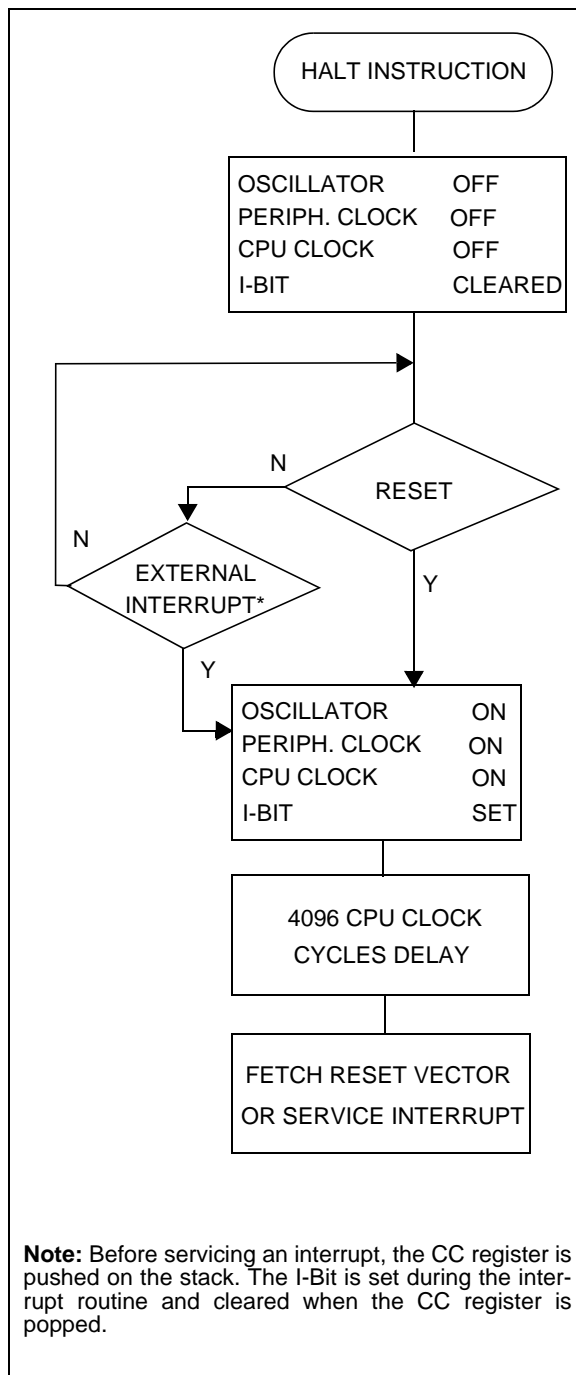 HALT INSTRUCTION
OSCILLATOR OFF
PERIPH. CLOCK OFF
CPU CLOCK OFF
I-BIT CLEARED
N
RESET
N
EXTERNAL
INTERRUPT*
Y
Y
OSCILLATOR ON
PERIPH. CLOCK ON
CPU CLOCK ON
I-BIT SET
4096 CPU CLOCK
CYCLES DELAY
FETCH RESET VECTOR
OR SERVICE INTERRUPT
Note: Before servicing an interrupt, the CC register is
pushed on the stack. The I-Bit is set during the inter-
rupt routine and cleared when the CC register is
popped.